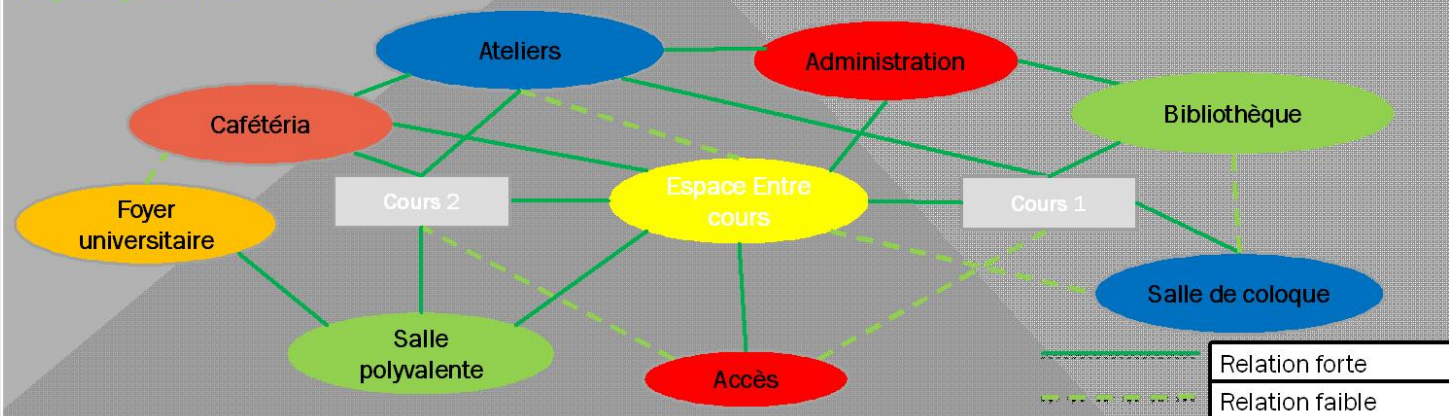 Ateliers
Administration
Cafétéria
Bibliothèque
Cours 2
Espace Entre
cours
Cours 1
Foyer
universitaire
Salle de coloque
Salle
polyvalente
Accès
Relation forte
Relation faible